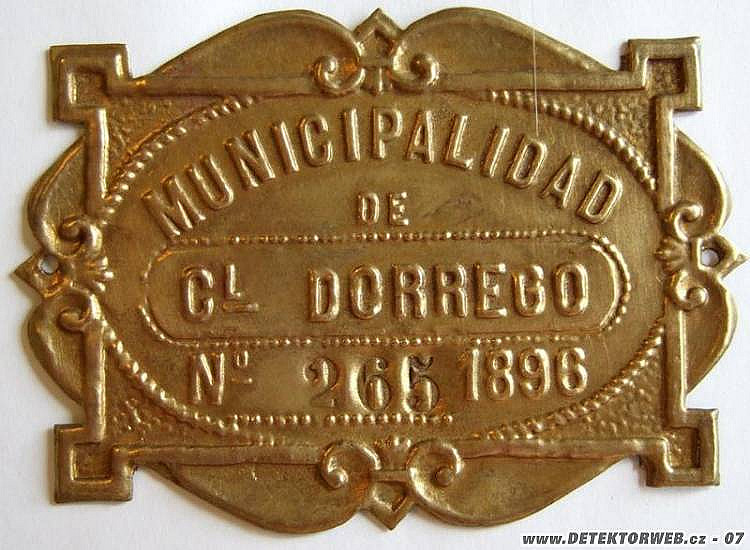 MUNICIPALIDAD
DE
CL DORREGO
Nº 265 1896
www.DETEKTORWEB.cz - 07